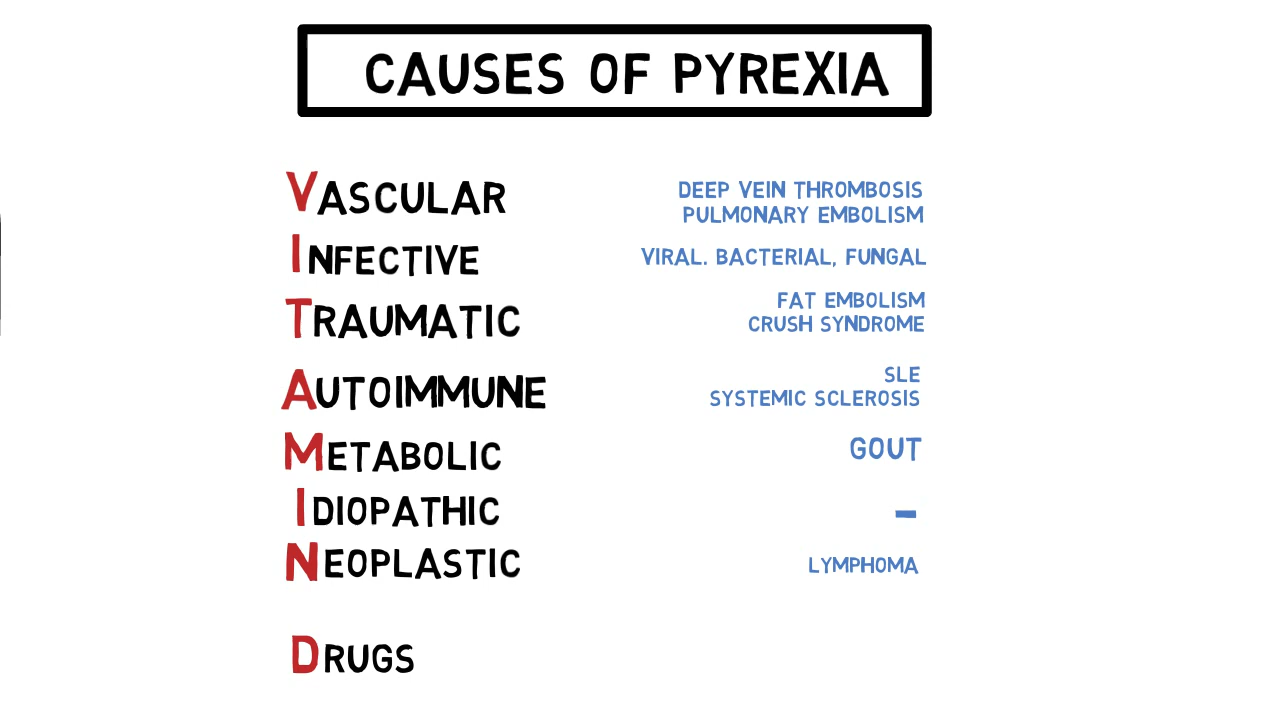 CAUSES OF PYREXIA
VASCULAR
DEEP VEIN THROMBOSIS
PULMONARY EMBOLISM
INFECTIVE
VIRAL. BACTERIAL, FUNGAL
TRAUMATIC
FAT EMBOLISM
CRUSH SYNDROME
AUTOIMMUNE
SLE
SYSTEMIC SCLEROSIS
METABOLIC
GOUT
IDIOPATHIC
-
NEOPLASTIC
LYMPHOMA
DRUGS